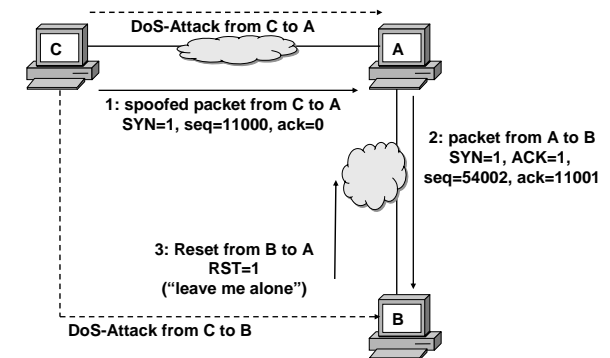 DoS-Attack from C to A
C
A
1: spoofed packet from C to A
SYN=1, seq=11000, ack=0
2: packet from A to B
SYN=1, ACK=1,
seq=54002, ack=11001
3: Reset from B to A
RST=1
(“leave me alone”)
B
DoS-Attack from C to B